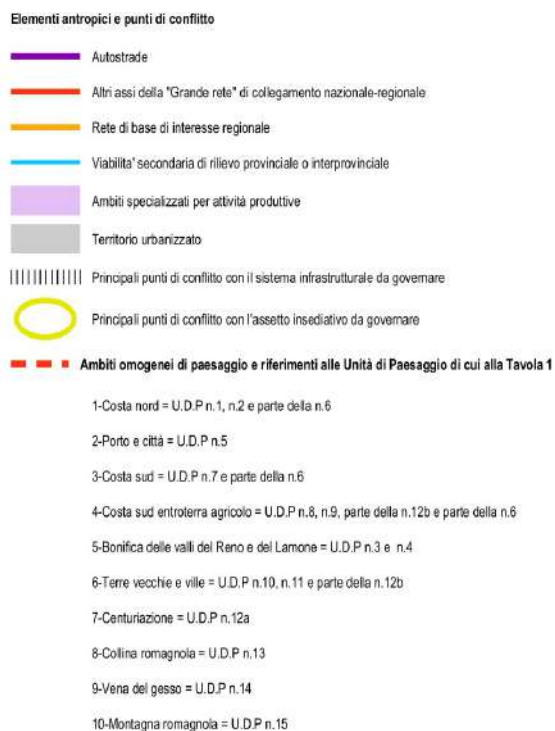 Elementi antropici e punti di conflitto
Autostrade
Altri assi della "Grande rete" di collegamento nazionale-regionale
Rete di base di interesse regionale
Viabilita' secondaria di rilievo provinciale o interprovinciale
Ambiti specializzati per attività produttive
Territorio urbanizzato
Principali punti di conflitto con il sistema infrastrutturale da governare
Principali punti di conflitto con l'assetto insediativo da governare
Ambiti omogenei di paesaggio e riferimenti alle Unità di Paesaggio di cui alla Tavola 1
1-Costa nord = U.D.P n.1, n.2 e parte della n.6
2-Porto e città = U.D.P n.5
3-Costa sud = U.D.P n.7 e parte della n.6
4-Costa sud entroterra agricolo = U.D.P n.8, n.9, parte della n.12b e parte della n.6
5-Bonifica delle valli del Reno e del Lamone = U.D.P n.3 e n.4
6-Terre vecchie e ville = U.D.P n.10, n.11 e parte della n.12b
7-Centuriazione = U.D.P n.12a
8-Collina romagnola = U.D.P n.13
9-Vena del gesso = U.D.P n.14
10-Montagna romagnola = U.D.P n.15